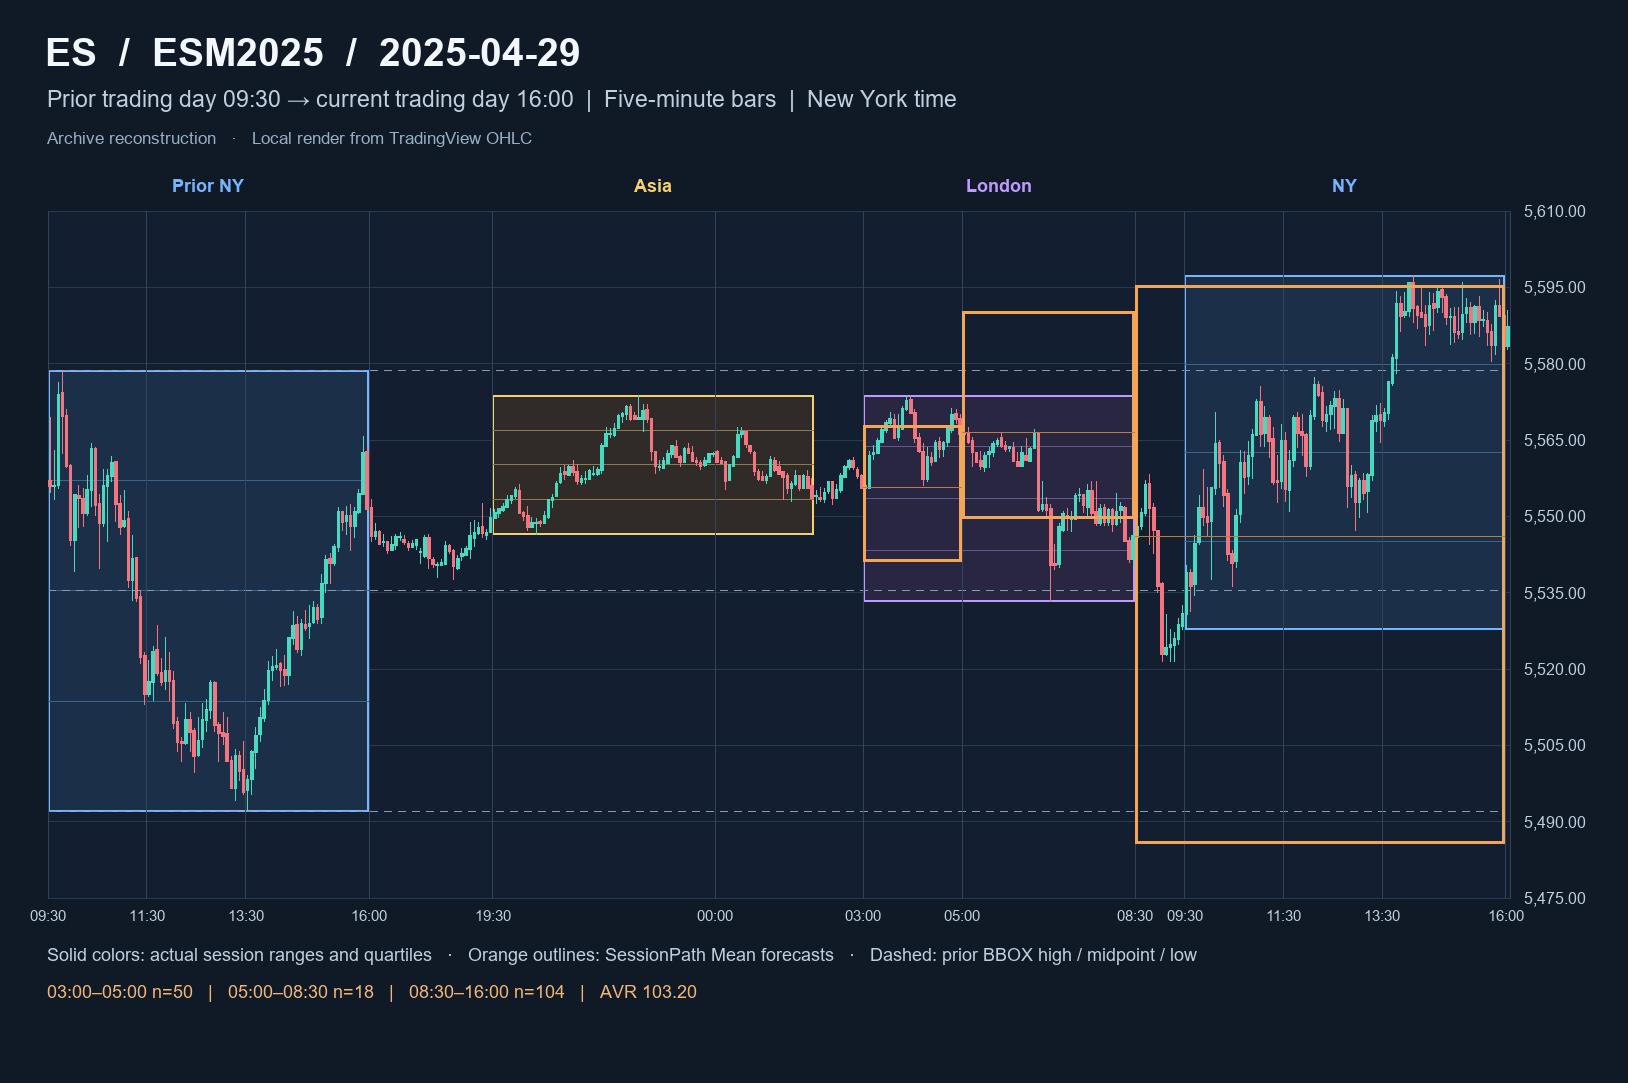 ES / ESM2025 / 2025-04-29
Prior trading day 09:30 → current trading day 16:00 | Five-minute bars | New York time
Archive reconstruction · Local render from TradingView OHLC
Prior NY Asia London NY
5,610.00
5,595.00
5,580.00
5,565.00
5,550.00
5,535.00
5,520.00
5,505.00
5,490.00
5,475.00
09:30 11:30 13:30 16:00 19:30 00:00 03:00 05:00 08:30 09:30 11:30 13:30 16:00
Solid colors: actual session ranges and quartiles · Orange outlines: SessionPath Mean forecasts · Dashed: prior BBOX high / midpoint / low
03:00–05:00 n=50 | 05:00–08:30 n=18 | 08:30–16:00 n=104 | AVR 103.20